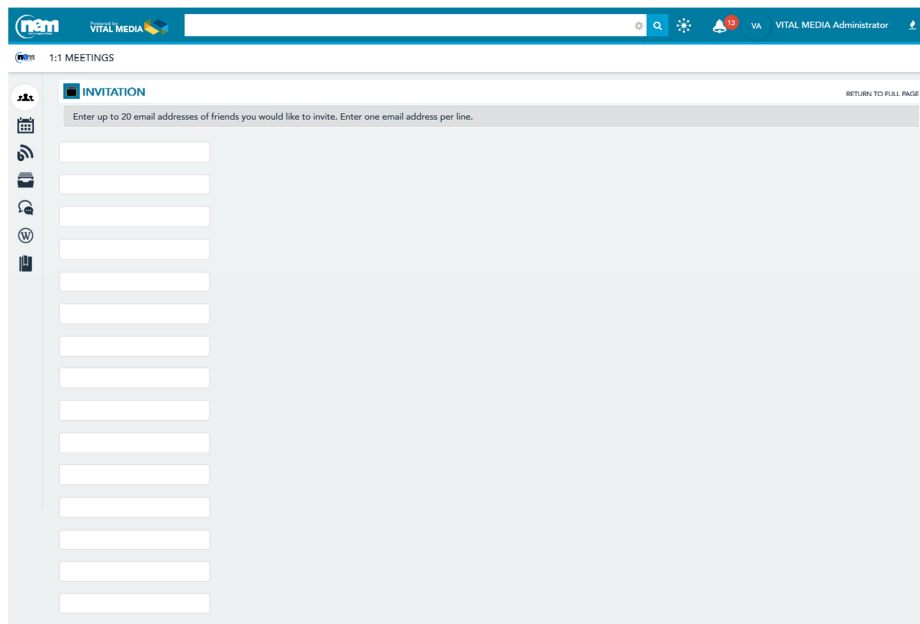 nem
Powered by
VITAL MEDIA
13
VA
VITAL MEDIA Administrator
nem
1:1 MEETINGS
INVITATION
RETURN TO FULL PAGE
Enter up to 20 email addresses of friends you would like to invite. Enter one email address per line.
W